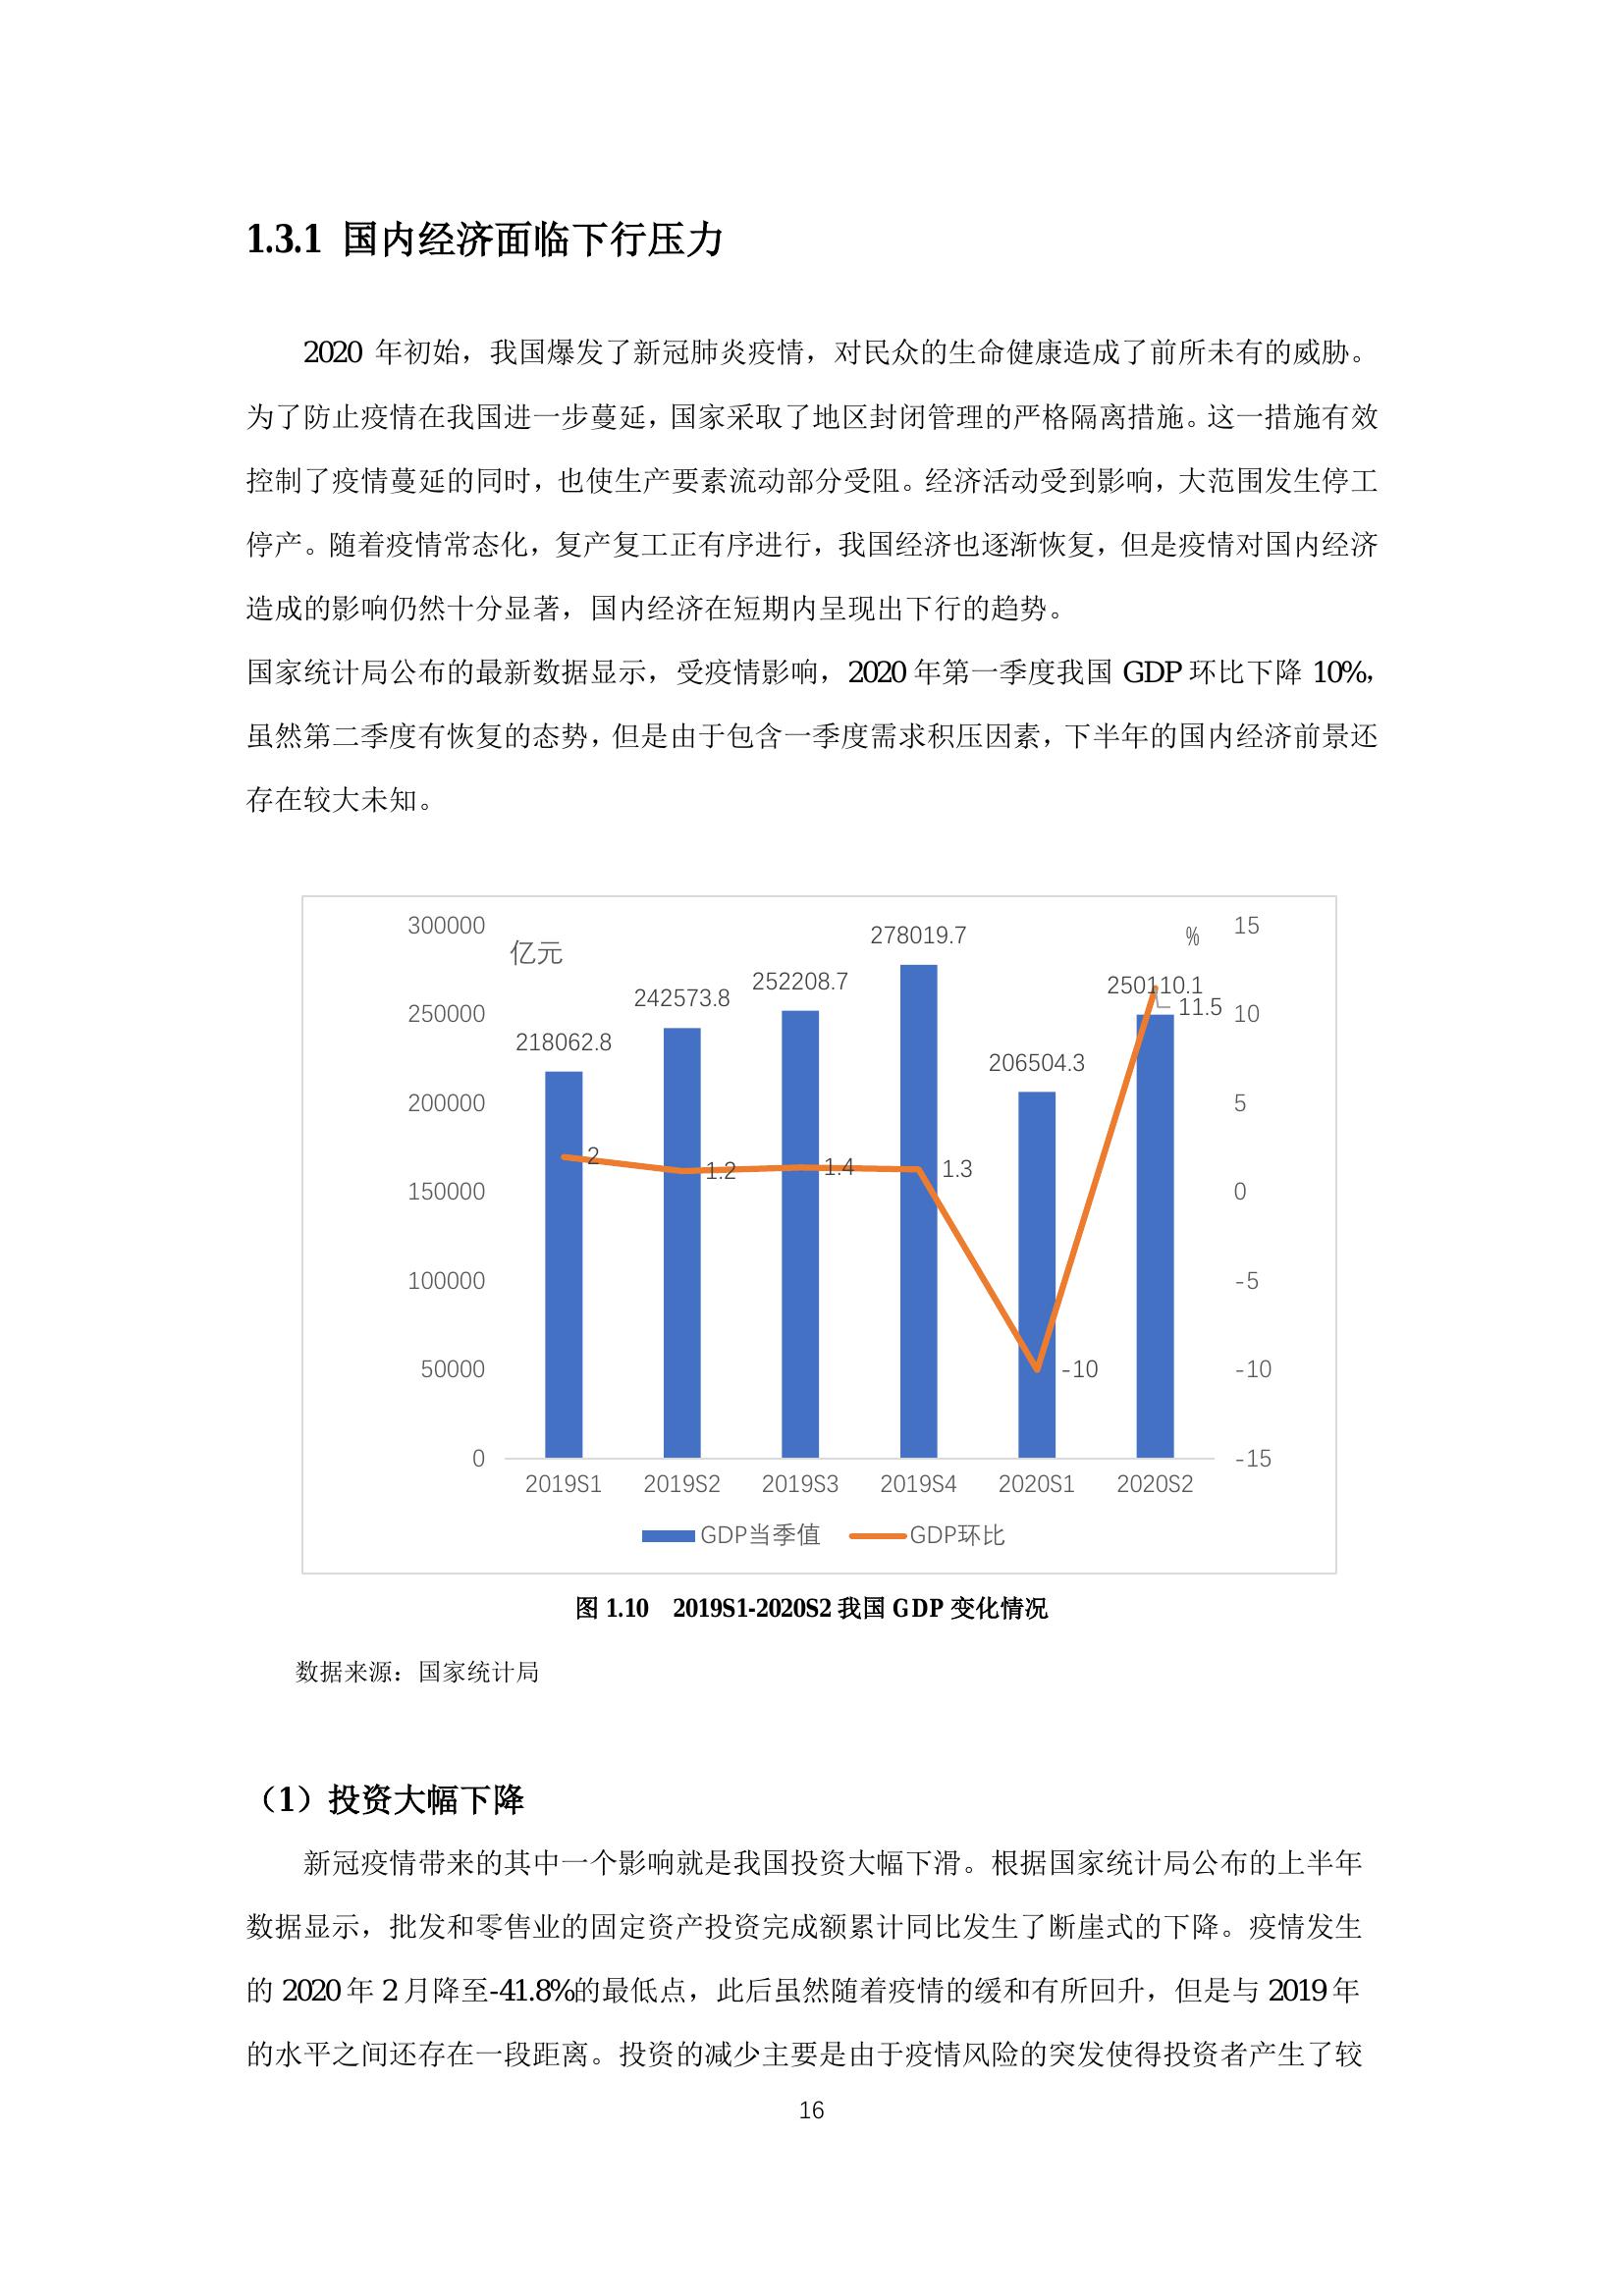 1.3.1 国内经济面临下行压力
2020 年初始，我国爆发了新冠肺炎疫情，对民众的生命健康造成了前所未有的威胁。
为了防止疫情在我国进一步蔓延，国家采取了地区封闭管理的严格隔离措施。这一措施有效
控制了疫情蔓延的同时，也使生产要素流动部分受阻。经济活动受到影响，大范围发生停工
停产。随着疫情常态化，复产复工正有序进行，我国经济也逐渐恢复，但是疫情对国内经济
造成的影响仍然十分显著，国内经济在短期内呈现出下行的趋势。
国家统计局公布的最新数据显示，受疫情影响，2020 年第一季度我国 GDP 环比下降 10%，
虽然第二季度有恢复的态势，但是由于包含一季度需求积压因素，下半年的国内经济前景还
存在较大未知。
300000
250000
200000
150000
100000
50000
0
亿元
218062.8
242573.8
252208.7
278019.7
206504.3
250110.1
2
1.2
1.4
1.3
-10
11.5
%
15
10
5
0
-5
-10
-15
2019S1 2019S2 2019S3 2019S4 2020S1 2020S2
GDP当季值 GDP环比
图 1.10 2019S1-2020S2 我国 GDP 变化情况
数据来源：国家统计局
（1）投资大幅下降
新冠疫情带来的其中一个影响就是我国投资大幅下滑。根据国家统计局公布的上半年
数据显示，批发和零售业的固定资产投资完成额累计同比发生了断崖式的下降。疫情发生
的 2020 年 2 月降至-41.8%的最低点，此后虽然随着疫情的缓和有所回升，但是与 2019 年
的水平之间还存在一段距离。投资的减少主要是由于疫情风险的突发使得投资者产生了较
16